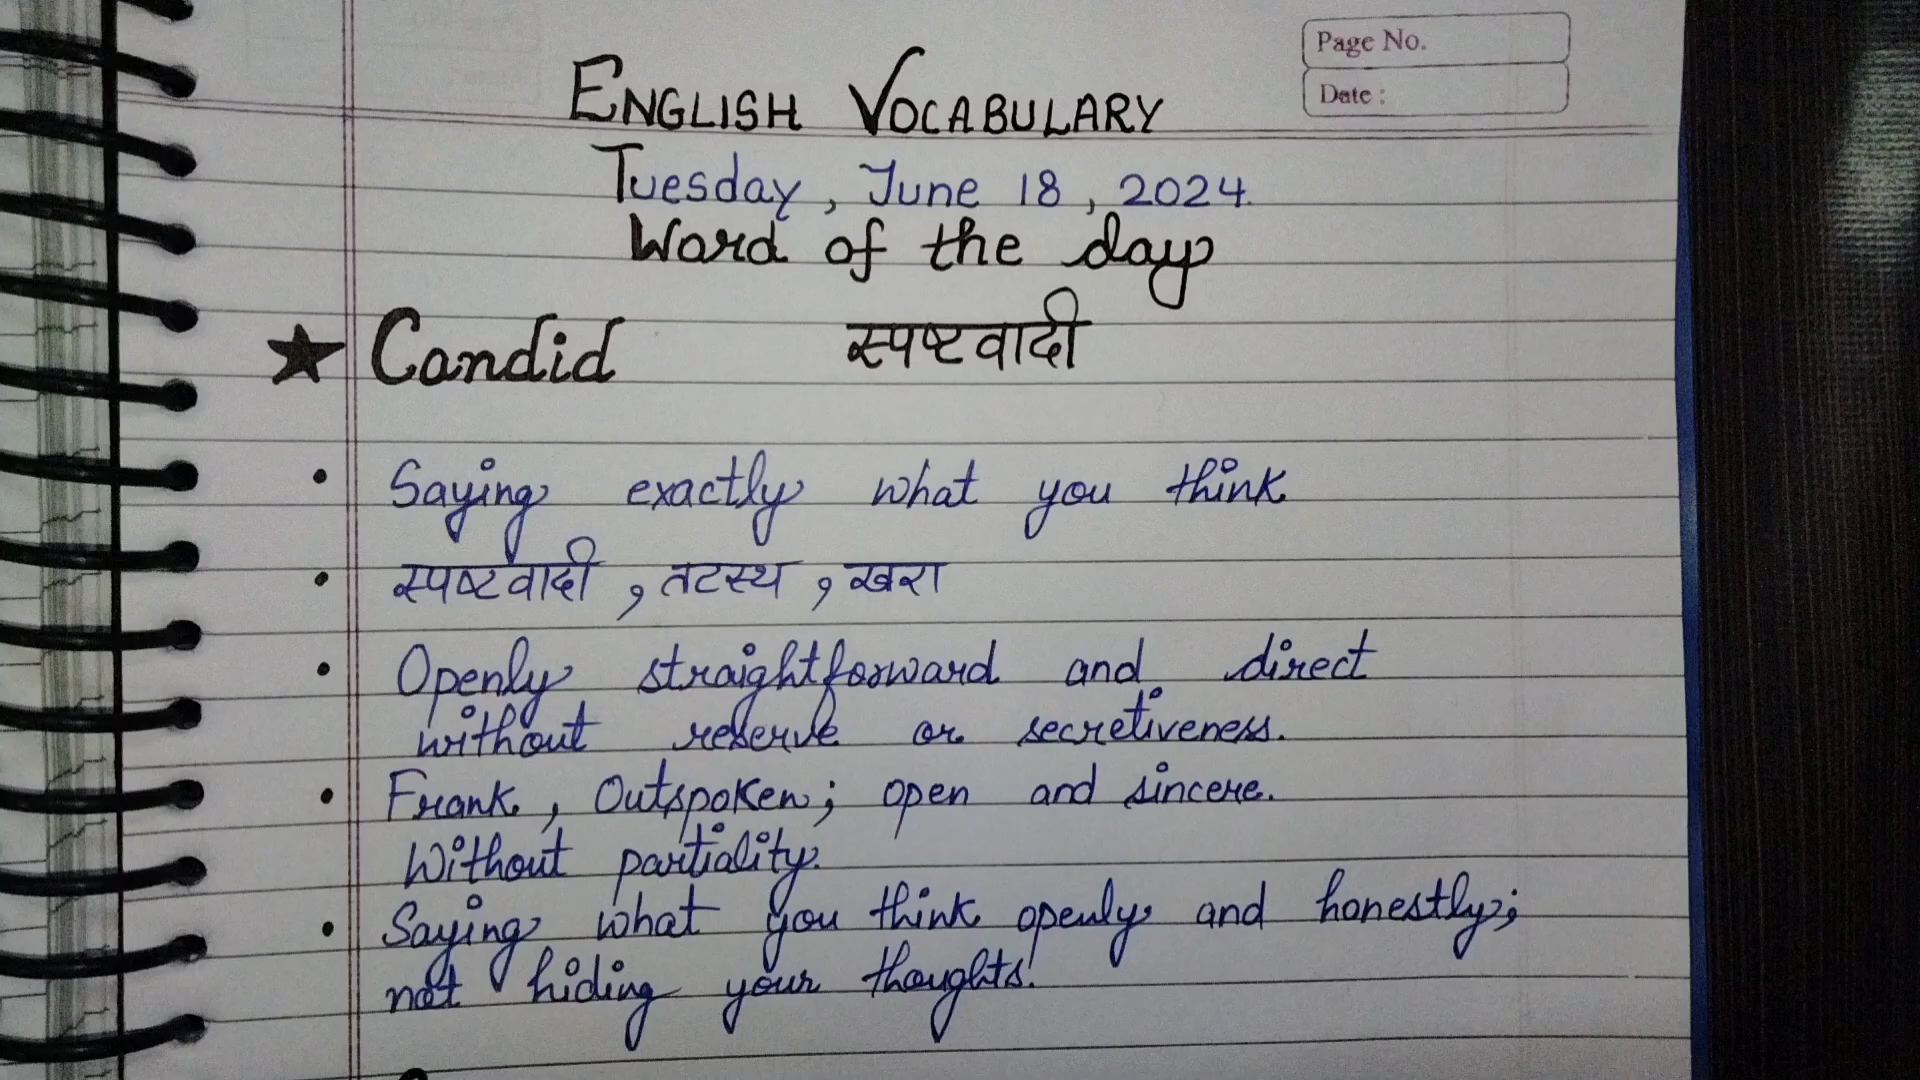 Page No.
Date :
ENGLISH VOCABULARY
Tuesday, June 18, 2024.
Word of the day
★ Candid स्पष्टवादी
• Saying exactly what you think
• स्पष्टवादी, तटस्थ, खरा
• Openly straightforward and direct
without reserve or secretiveness.
• Frank, Outspoken; open and sincere.
Without partiality.
• Saying what you think openly and honestly;
not hiding your thoughts.